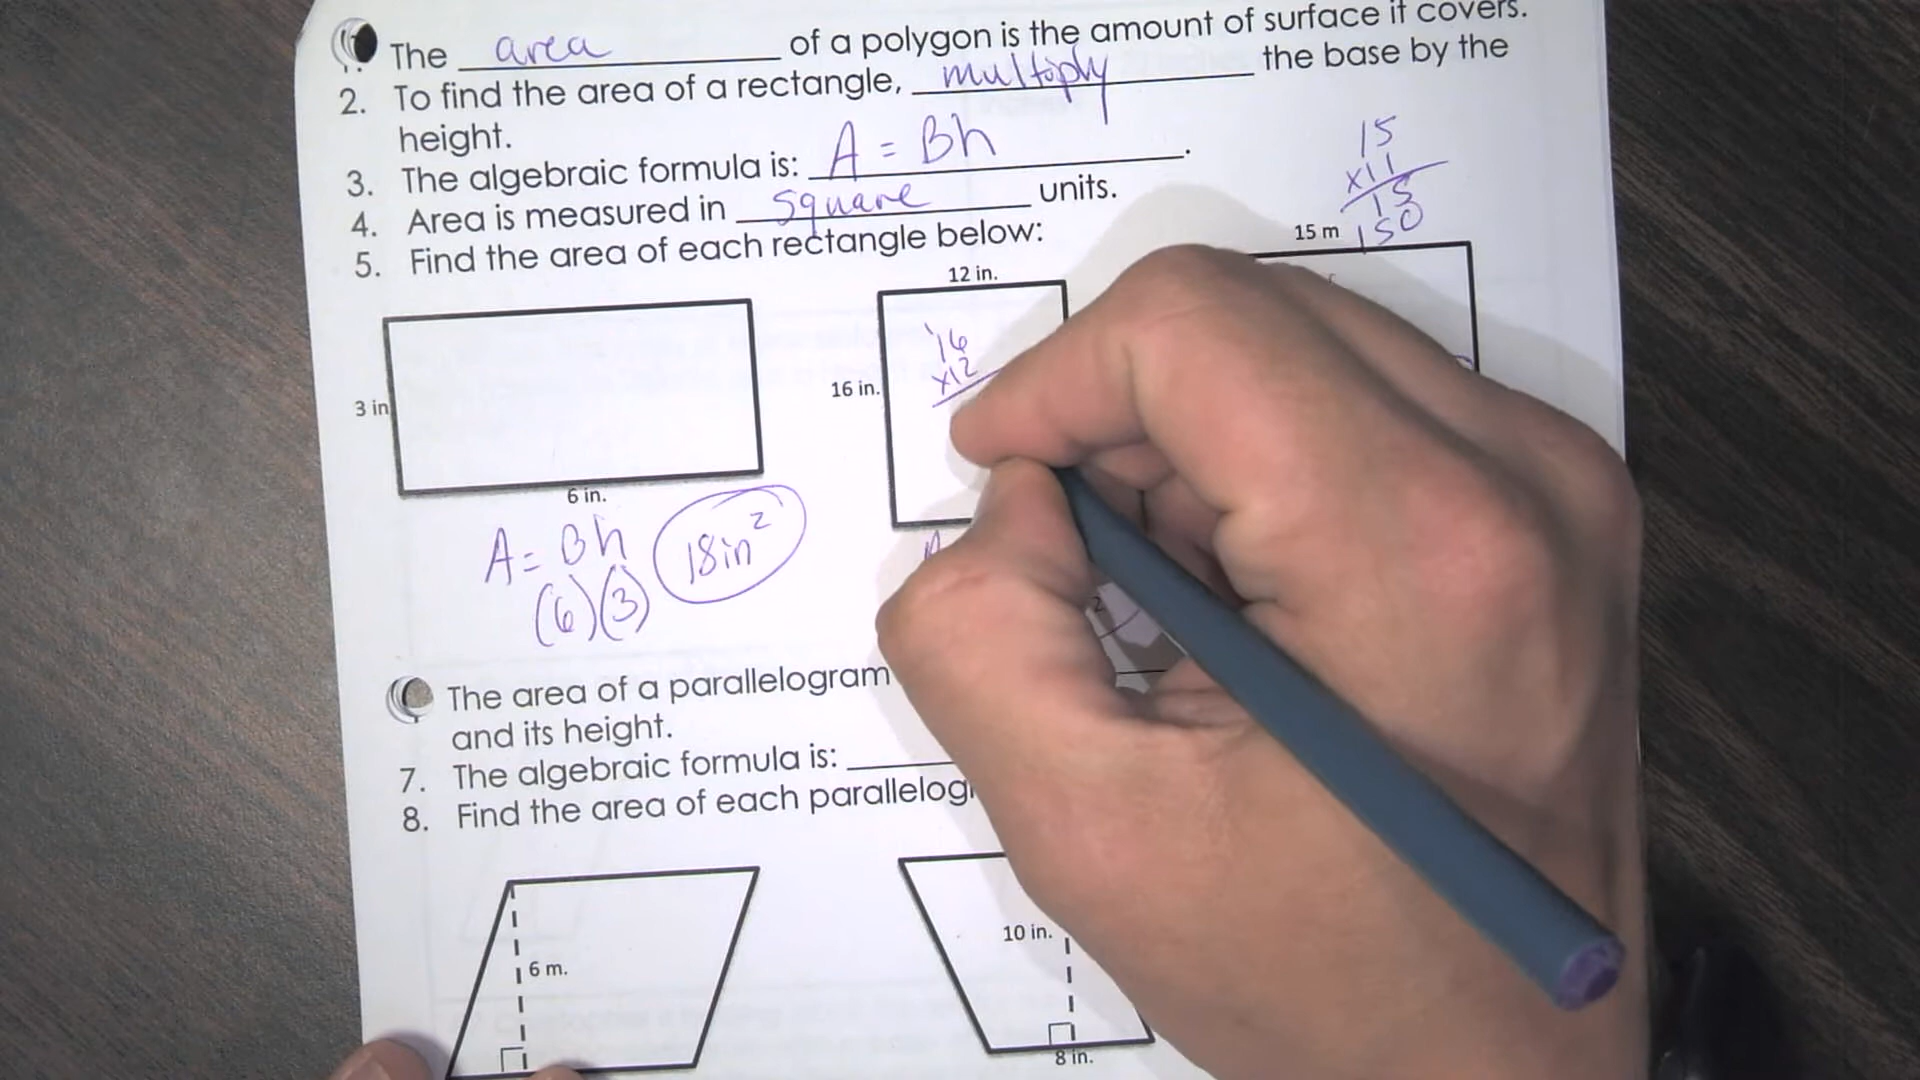 The area of a polygon is the amount of surface it covers.
2. To find the area of a rectangle, multiply the base by the
height.
3. The algebraic formula is: A = Bh.
4. Area is measured in square units.
5. Find the area of each rectangle below:
15
x11
15
150
15 m
12 in.
16
x12
16 in.
3 in
6 in.
A = Bh
(6)(3)
18in²
The area of a parallelogram
and its height.
7. The algebraic formula is:
8. Find the area of each
6 m.
10 in.
8 in.